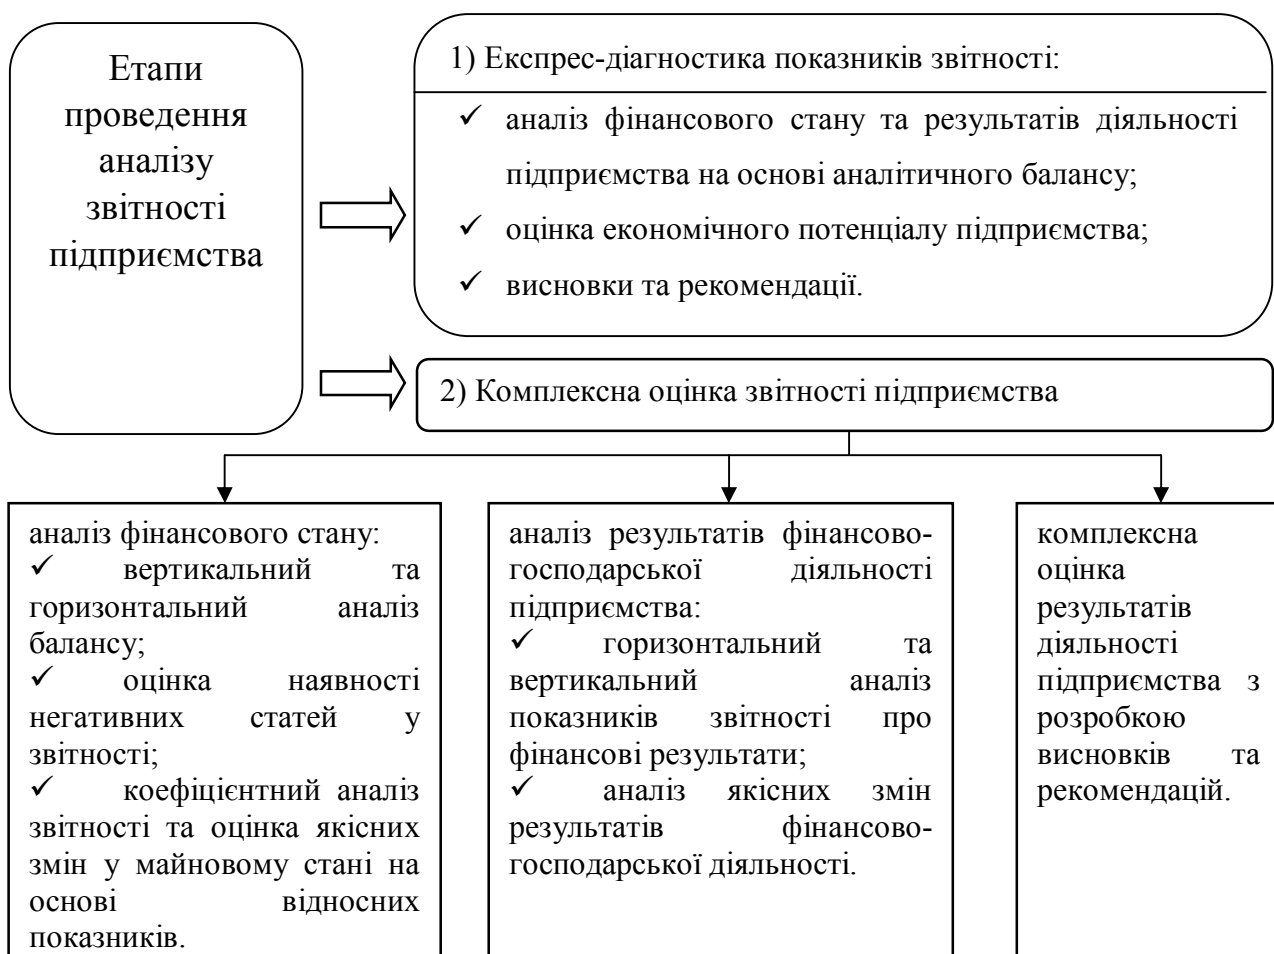 Етапи
проведення
аналізу
звітності
підприємства
1) Експрес-діагностика показників звітності:
✓ аналіз фінансового стану та результатів діяльності
підприємства на основі аналітичного балансу;
✓ оцінка економічного потенціалу підприємства;
✓ висновки та рекомендації.
2) Комплексна оцінка звітності підприємства
аналіз фінансового стану:
✓ вертикальний та
горизонтальний аналіз
балансу;
✓ оцінка наявності
негативних статей у
звітності;
✓ коефіцієнтний аналіз
звітності та оцінка якісних
змін у майновому стані на
основі відносних
показників.
аналіз результатів фінансово-
господарської діяльності
підприємства:
✓ горизонтальний та
вертикальний аналіз
показників звітності про
фінансові результати;
✓ аналіз якісних змін
результатів фінансово-
господарської діяльності.
комплексна
оцінка
результатів
діяльності
підприємства з
розробкою
висновків та
рекомендацій.